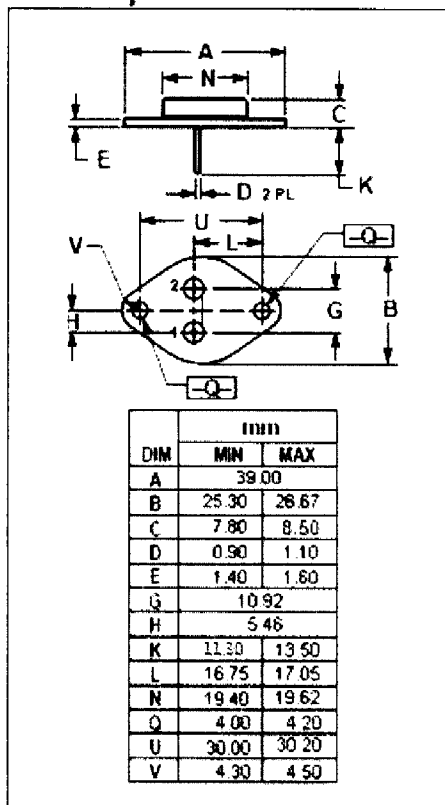 A
N
C
E
K
D 2 PL
U
V
L
-Q-
2
H
G
B
1
-Q-
mm
DIM MIN MAX
A 39.00
B 25.30 26.67
C 7.80 8.50
D 0.90 1.10
E 1.40 1.60
G 10.92
H 5.46
K 11.30 13.50
L 16.75 17.05
N 19.40 19.62
Q 4.00 4.20
U 30.00 30.20
V 4.30 4.50